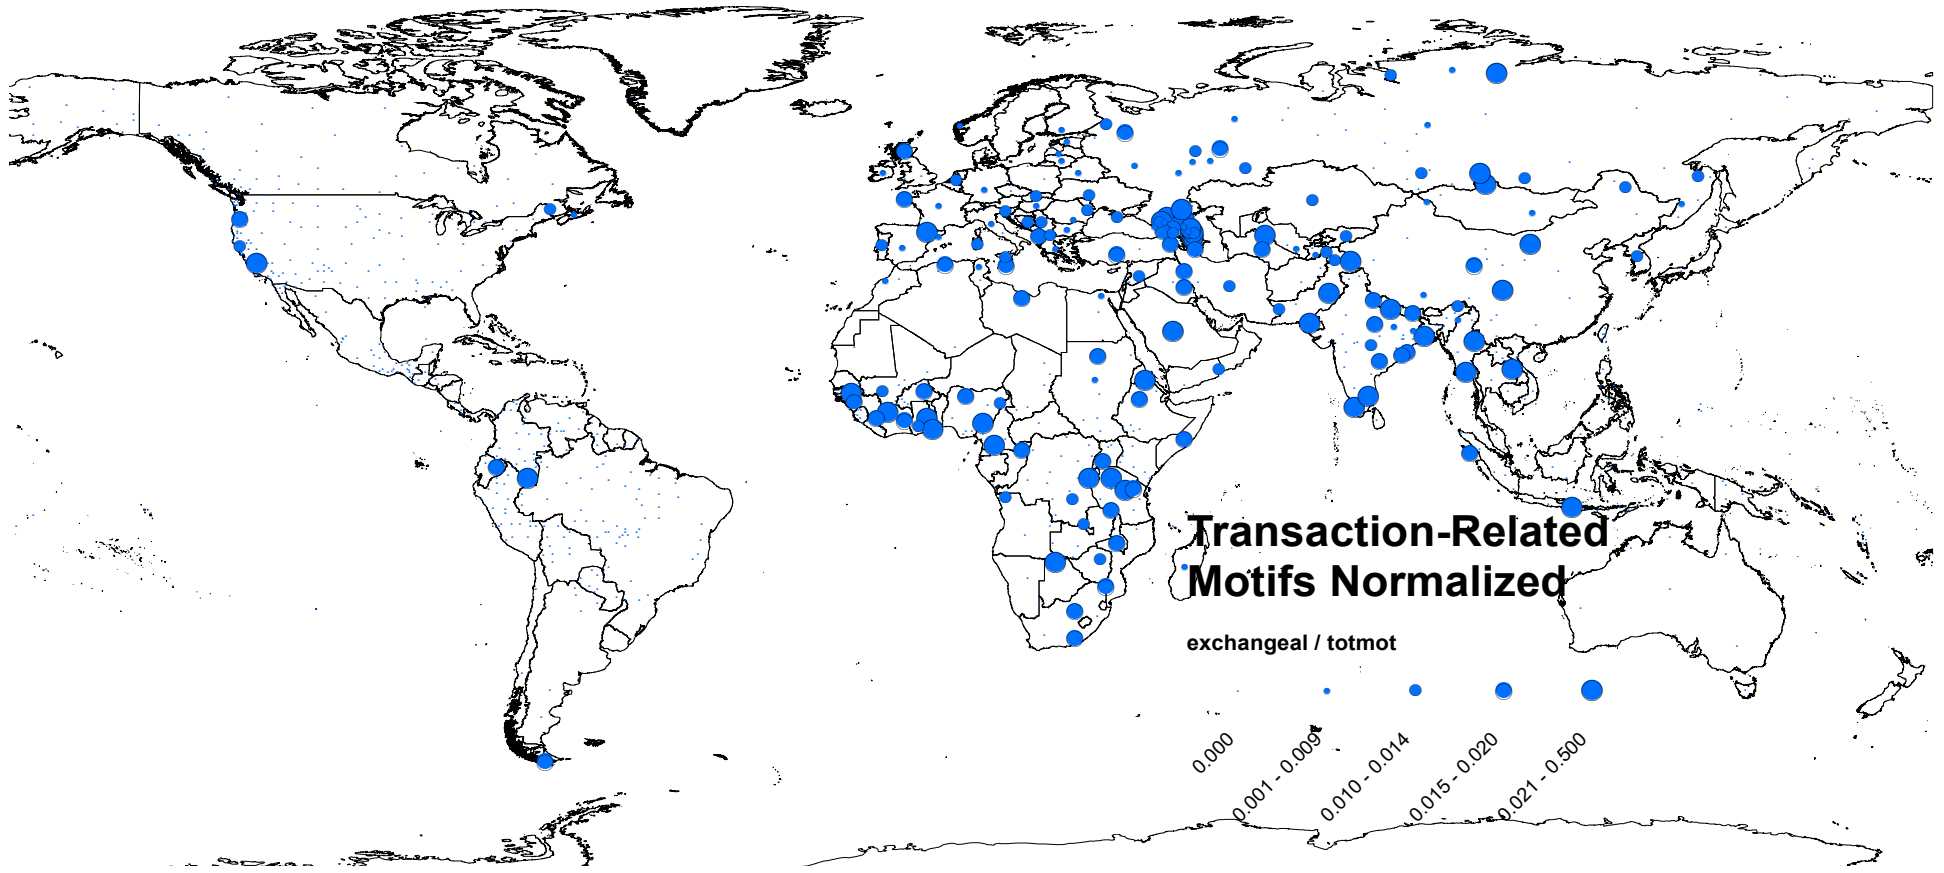 Transaction-Related
Motifs Normalized
exchangeal / totmot
0.000
0.001 - 0.009
0.010 - 0.014
0.015 - 0.020
0.021 - 0.500